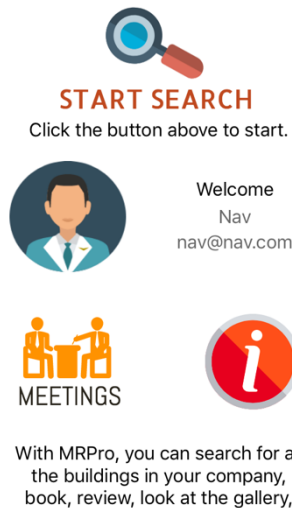 START SEARCH
Click the button above to start.
Welcome
Nav
nav@nav.com
MEETINGS
i
With MRPro, you can search for a
the buildings in your company,
book, review, look at the gallery,